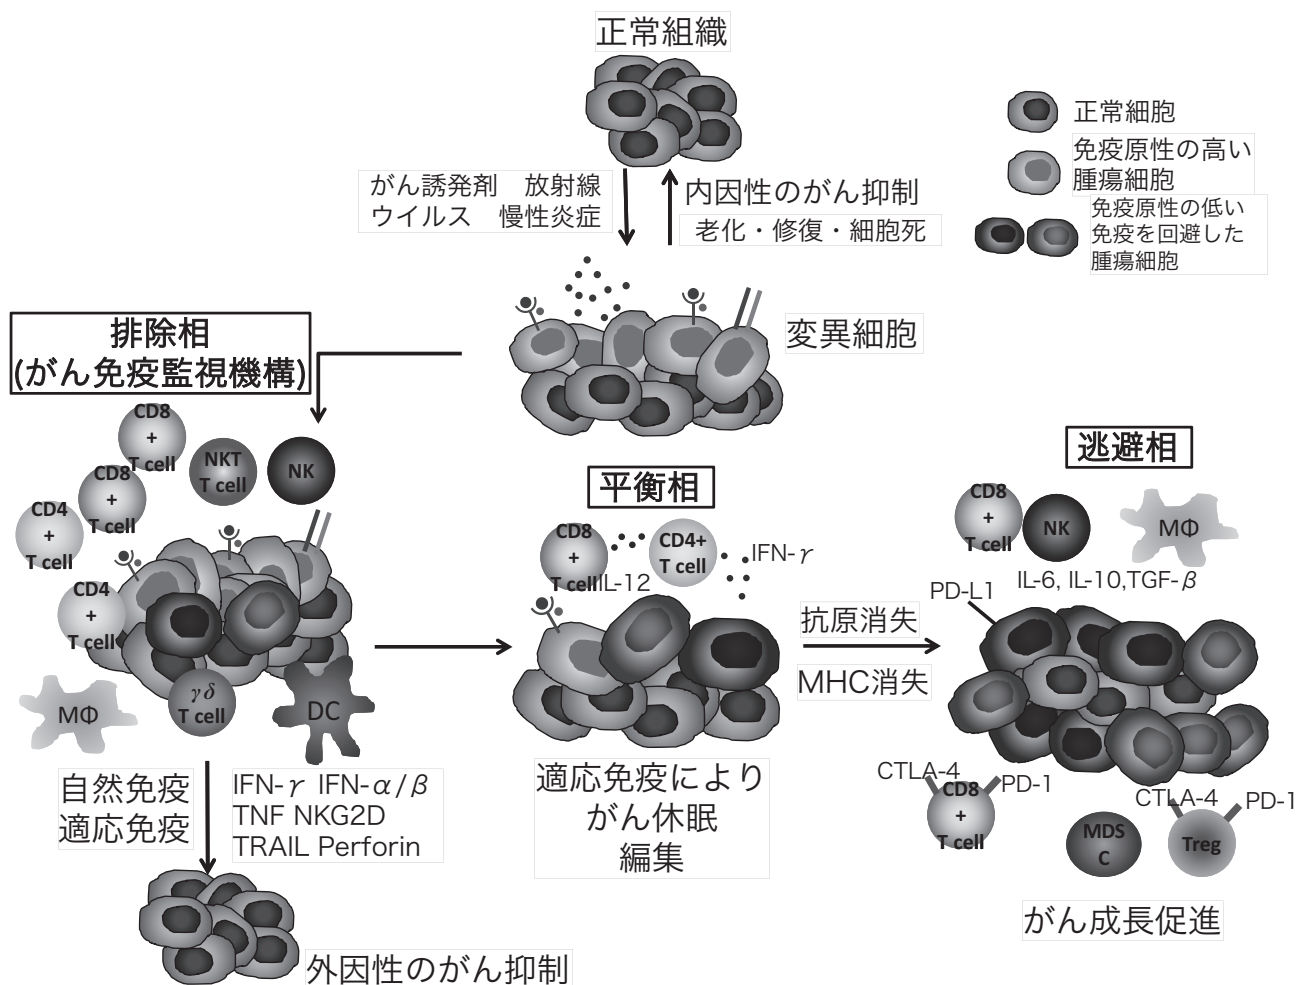 正常組織
正常細胞
免疫原性の高い
腫瘍細胞
免疫原性の低い
免疫を回避した
腫瘍細胞
がん誘発剤　放射線
ウイルス　慢性炎症
内因性のがん抑制
老化・修復・細胞死
変異細胞
排除相
(がん免疫監視機構)
CD8
+
T cell
NKT
T cell
NK
CD8
+
T cell
CD4
+
T cell
CD4
+
T cell
γδ
T cell
MΦ
DC
自然免疫
適応免疫
IFN-γ IFN-α/β
TNF NKG2D
TRAIL Perforin
外因性のがん抑制
平衡相
CD8
+
T cell
IL-12
CD4+
T cell
IFN-γ
適応免疫により
がん休眠
編集
抗原消失
MHC消失
逃避相
CD8
+
T cell
NK
MΦ
IL-6, IL-10,TGF-β
PD-L1
CTLA-4
PD-1
CD8
+
T cell
MDS
C
CTLA-4
PD-1
Treg
がん成長促進